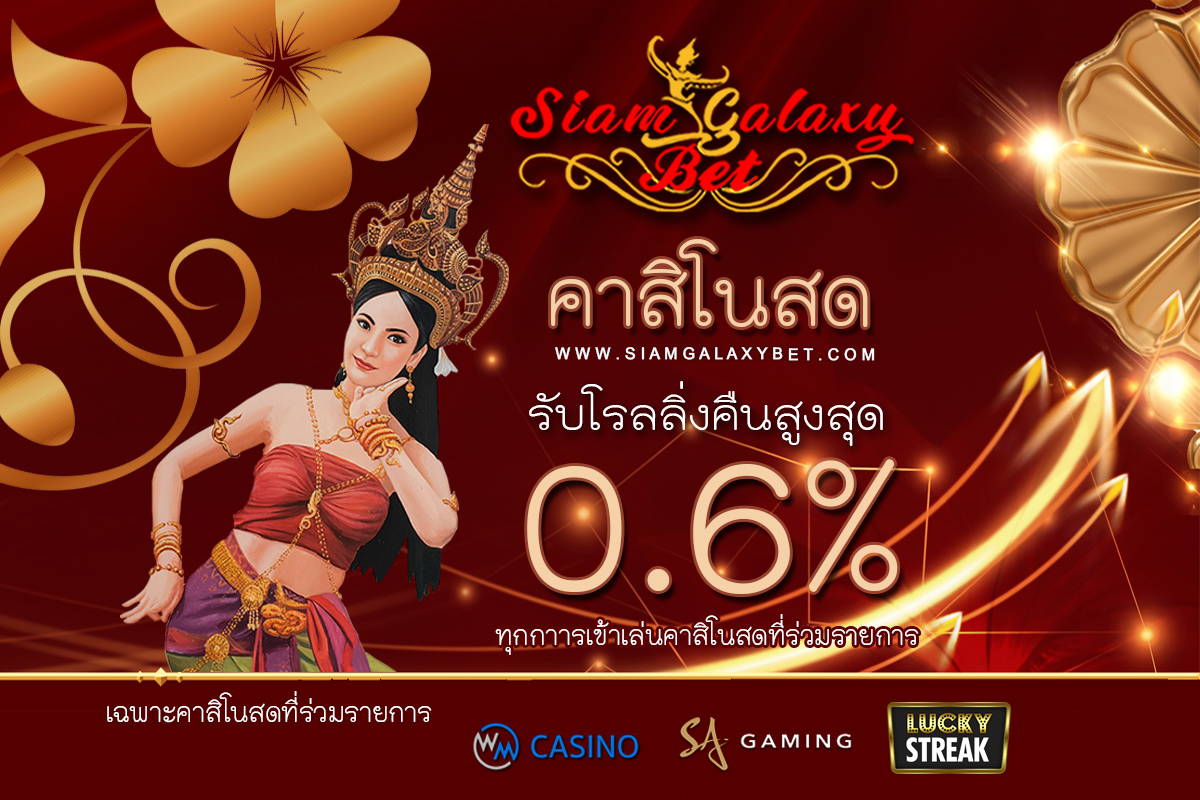 Siam Galaxy
Bet
คาสิโนสด
WWW.SIAMGALAXYBET.COM
รับโรลลิ่งคืนสูงสุด
0.6%
ทุกกาารเข้าเล่นคาสิโนสดที่ร่วมรายการ
เฉพาะคาสิโนสดที่ร่วมรายการ
WM CASINO
SA GAMING
LUCKY
STREAK